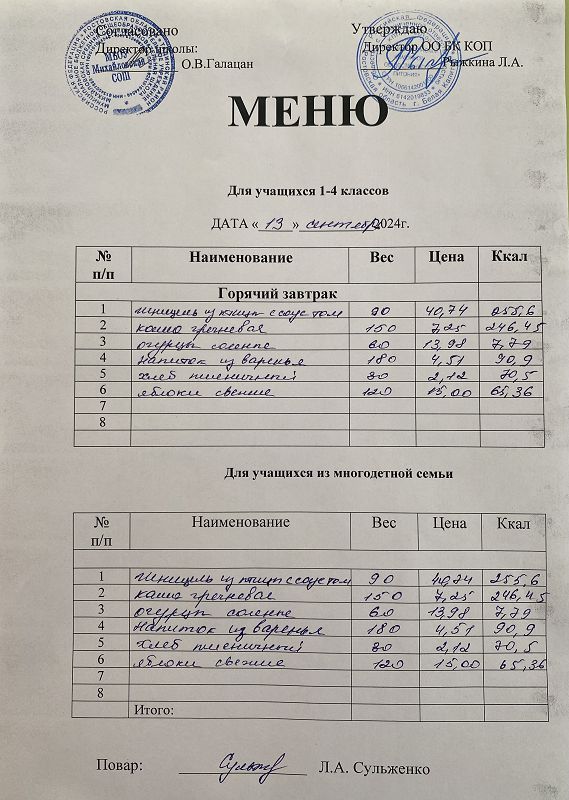 Согласовано Утверждаю
Директор школы: Директор ОО БК КОП
О.В.Галацан Рыжкина Л.А.
МБОУ
Михайловская
СОШ
МЕНЮ
Для учащихся 1-4 классов
ДАТА « 13 » сентября 2024г.
№ п/п Наименование Вес Цена Ккал
Горячий завтрак
1 Шницель из птицы с соусом 90 40,74 255,6
2 каша гречневая 150 7,25 246,45
3 огурцы соленые 60 13,98 7,79
4 Напиток из варенья 180 4,51 90,9
5 хлеб пшеничный 30 2,12 70,5
6 яблоки свежие 120 15,00 65,36
7
8
Для учащихся из многодетной семьи
№ п/п Наименование Вес Цена Ккал
1 Шницель из птицы с соусом 90 40,74 255,6
2 каша гречневая 150 7,25 246,45
3 огурцы соленые 60 13,98 7,79
4 Напиток из варенья 180 4,51 90,9
5 Хлеб пшеничный 30 2,12 70,5
6 яблоки свежие 120 15,00 65,36
7
8
Итого:
Повар: Л.А. Сульженко